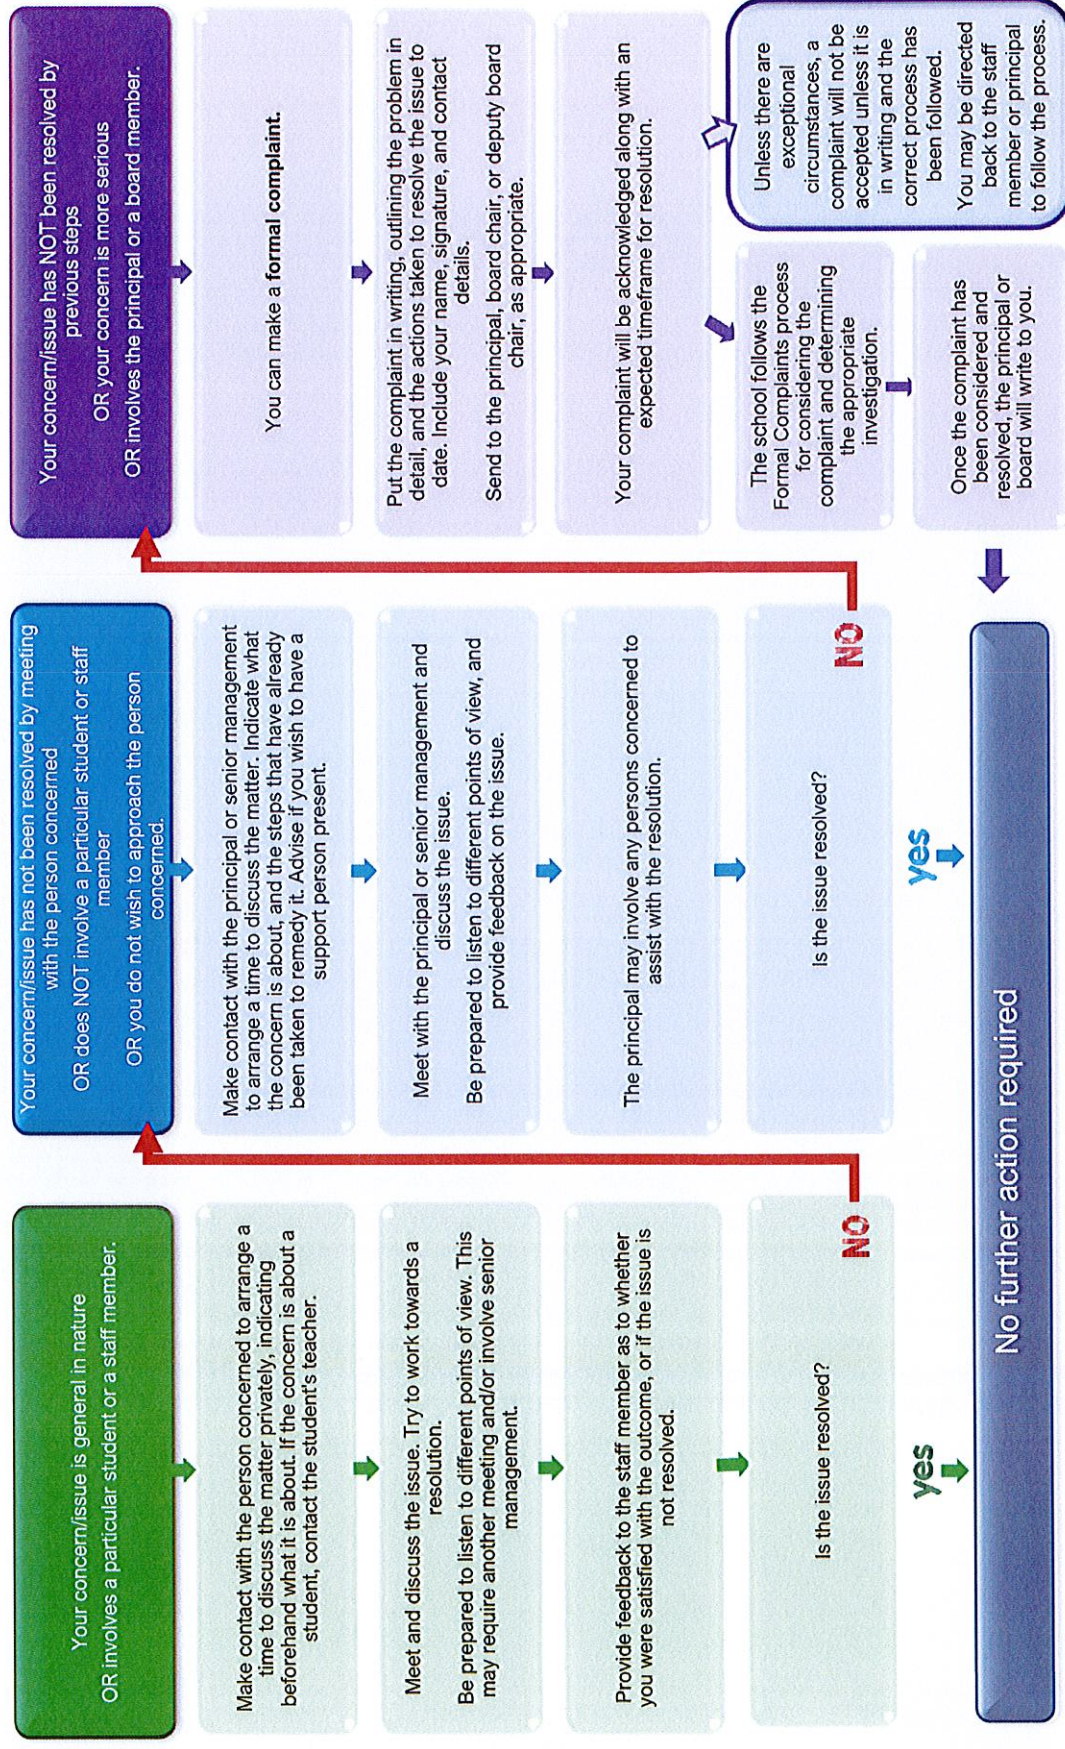 Your concern/issue is general in nature
OR involves a particular student or a staff member.
Make contact with the person concerned to arrange a
time to discuss the matter privately, indicating
beforehand what it is about. If the concern is about a
student, contact the student's teacher.
Meet and discuss the issue. Try to work towards a
resolution.
Be prepared to listen to different points of view. This
may require another meeting and/or involve senior
management.
Provide feedback to the staff member as to whether
you were satisfied with the outcome, or if the issue is
not resolved.
Is the issue resolved?
NO
yes
Your concern/issue has not been resolved by meeting
with the person concerned
OR does NOT involve a particular student or staff
member
OR you do not wish to approach the person
concerned.
Make contact with the principal or senior management
to arrange a time to discuss the matter. Indicate what
the concern is about, and the steps that have already
been taken to remedy it. Advise if you wish to have a
support person present.
Meet with the principal or senior management and
discuss the issue.
Be prepared to listen to different points of view, and
provide feedback on the issue.
The principal may involve any persons concerned to
assist with the resolution.
Is the issue resolved?
NO
yes
Your concern/issue has NOT been resolved by
previous steps
OR your concern is more serious
OR involves the principal or a board member.
You can make a formal complaint.
Put the complaint in writing, outlining the problem in
detail, and the actions taken to resolve the issue to
date. Include your name, signature, and contact
details.
Send to the principal, board chair, or deputy board
chair, as appropriate.
Your complaint will be acknowledged along with an
expected timeframe for resolution.
The school follows the
Formal Complaints process
for considering the
complaint and determining
the appropriate
investigation.
Once the complaint has
been considered and
resolved, the principal or
board will write to you.
Unless there are
exceptional
circumstances, a
complaint will not be
accepted unless it is
in writing and the
correct process has
been followed.
You may be directed
back to the staff
member or principal
to follow the process.
No further action required